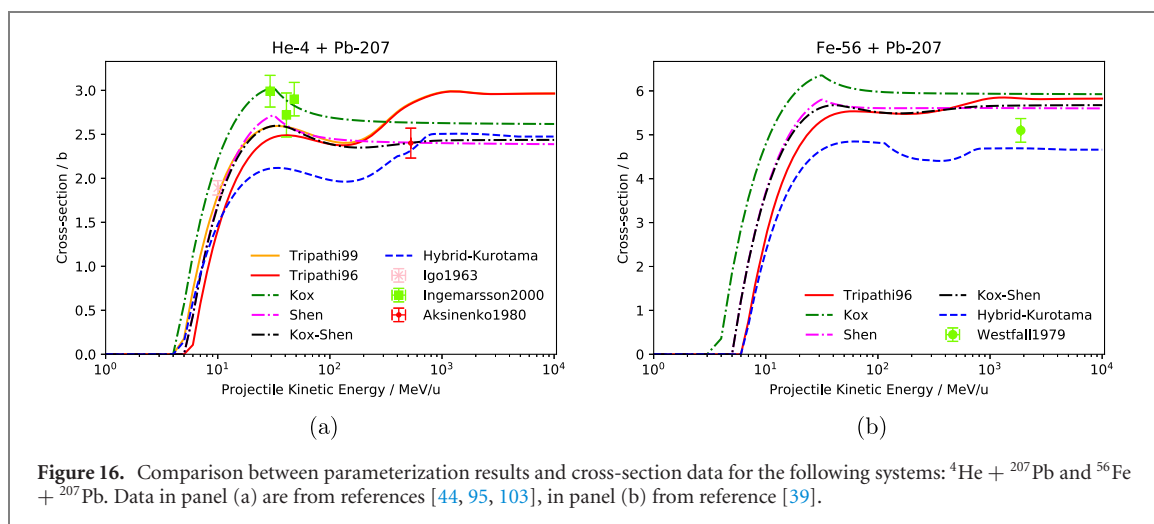 He-4 + Pb-207
Cross-section / b
3.0
2.5
2.0
1.5
1.0
0.5
0.0
Tripathi99
Tripathi96
Kox
Shen
Kox-Shen
Hybrid-Kurotama
Igo1963
Ingemarsson2000
Aksinenko1980
10⁰
10¹
10²
10³
10⁴
Projectile Kinetic Energy / MeV/u
(a)
Fe-56 + Pb-207
Cross-section / b
6
5
4
3
2
1
0
Tripathi96
Kox
Shen
Kox-Shen
Hybrid-Kurotama
Westfall1979
10⁰
10¹
10²
10³
10⁴
Projectile Kinetic Energy / MeV/u
(b)
Figure 16. Comparison between parameterization results and cross-section data for the following systems: ⁴He + ²⁰⁷Pb and ⁵⁶Fe
+ ²⁰⁷Pb. Data in panel (a) are from references [44, 95, 103], in panel (b) from reference [39].